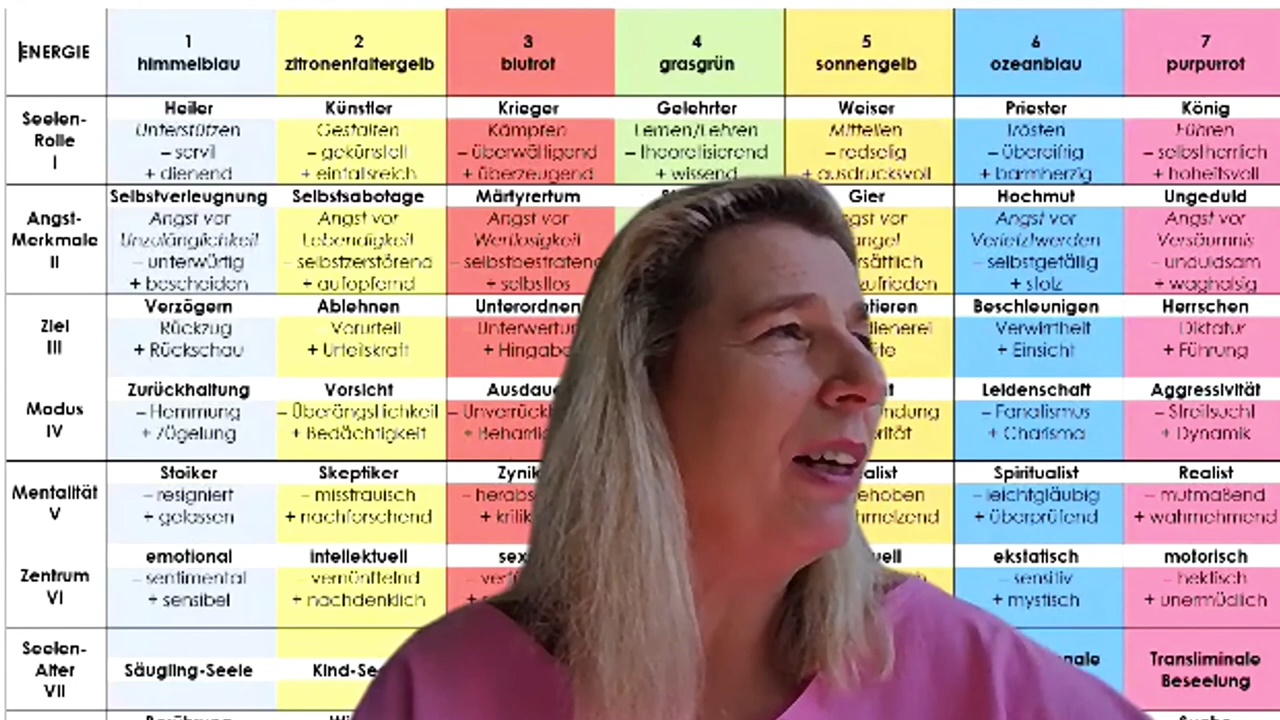 ENERGIE 1 2 3 4 5 6 7
himmelblau zitronenfaltergelb blutrot grasgrün sonnengelb ozeanblau purpurrot
Seelen-Rolle I
Heiler Künstler Krieger Gelehrter Weiser Priester König
Unterstützen Gestalten Kämpfen Lernen/Lehren Mitteilen Trösten Führen
– servil – gekünstelt – überwältigend – theoretisierend – redselig – übereifrig – selbstherrlich
+ dienend + einfallsreich + überzeugend + wissend + ausdrucksvoll + barmherzig + hoheitsvoll
Angst-Merkmale II
Selbstverleugnung Selbstsabotage Märtyrertum Gier Hochmut Ungeduld
Angst vor Angst vor Angst vor Angst vor Angst vor
Unzulänglichkeit Lebendigkeit Wertlosigkeit Verletztwerden Versäumnis
– unterwürfig – selbstzerstörend – selbstbestrafend – selbstgefällig – unduldsam
+ bescheiden + aufopfernd + selbstlos + stolz + waghalsig
Ziel III
Verzögern Ablehnen Unterordnen Beschleunigen Herrschen
– Rückzug – Vorurteil – Unterwerfung – Verwirrtheit – Diktatur
+ Rückschau + Urteilskraft + Hingabe + Einsicht + Führung
Modus IV
Zurückhaltung Vorsicht Leidenschaft Aggressivität
– Hemmung – Überängstlichkeit – Fanatismus – Streitsucht
+ Zügelung + Bedächtigkeit + Charisma + Dynamik
Mentalität V
Stoiker Skeptiker Spiritualist Realist
– resigniert – misstrauisch – leichtgläubig – mutmaßend
+ gelassen + nachforschend + überprüfend + wahrnehmend
Zentrum VI
emotional intellektuell ekstatisch motorisch
– sentimental – vernünftelnd – sensitiv – hektisch
+ sensibel + nachdenklich + mystisch + unermüdlich
Seelen-Alter VII
Säugling-Seele Transliminale Beseelung